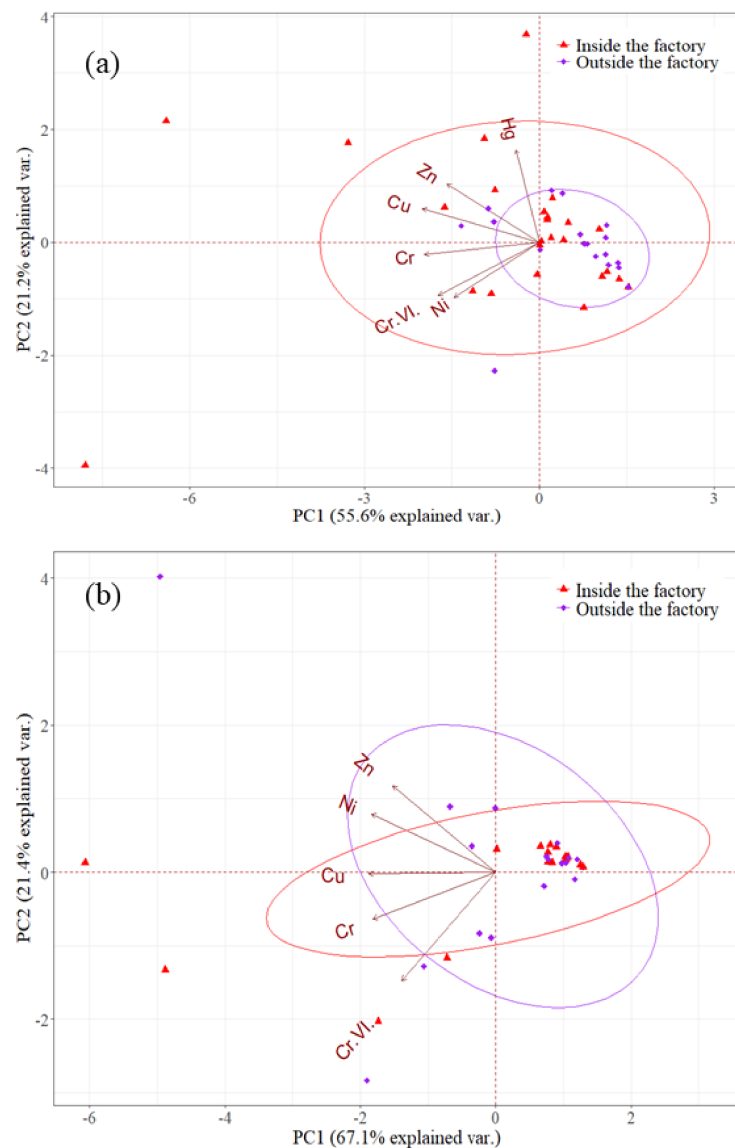 (a)
Inside the factory
Outside the factory
4
2
0
-2
-4
PC2 (21.2% explained var.)
Hg
Zn
Cu
Cr
Cr.VI.
Ni
-6
-3
0
3
PC1 (55.6% explained var.)
(b)
Inside the factory
Outside the factory
4
2
0
-2
PC2 (21.4% explained var.)
Zn
Ni
Cu
Cr
Cr.VI.
-6
-4
-2
0
2
PC1 (67.1% explained var.)